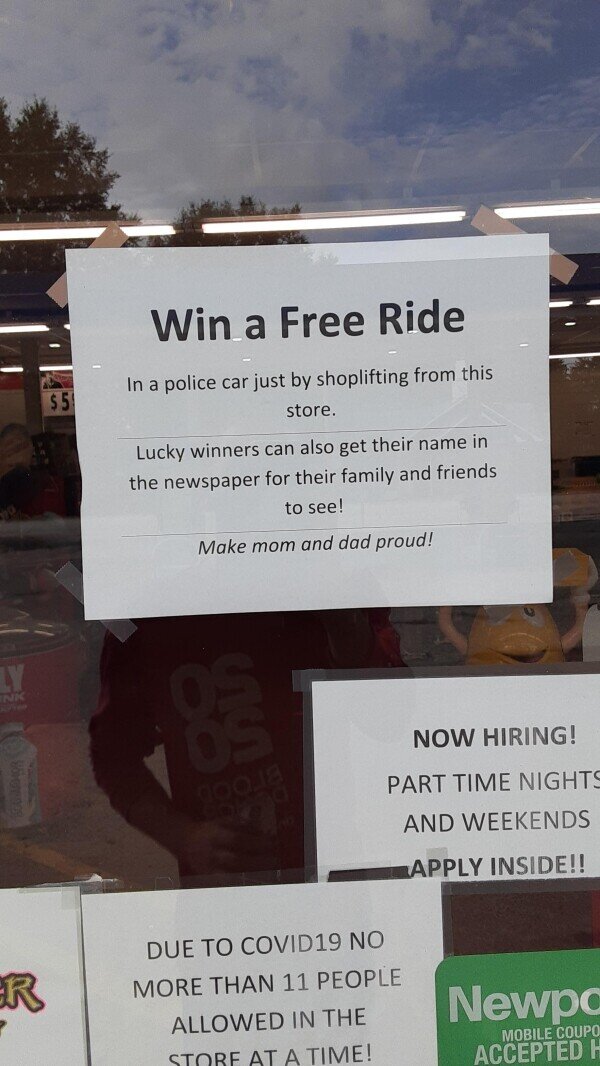 Win a Free Ride
In a police car just by shoplifting from this
store.
Lucky winners can also get their name in
the newspaper for their family and friends
to see!
Make mom and dad proud!
$5
NOW HIRING!
PART TIME NIGHTS
AND WEEKENDS
APPLY INSIDE!!
DUE TO COVID19 NO
MORE THAN 11 PEOPLE
ALLOWED IN THE
STORE AT A TIME!
MOBILE
ACCEPTED